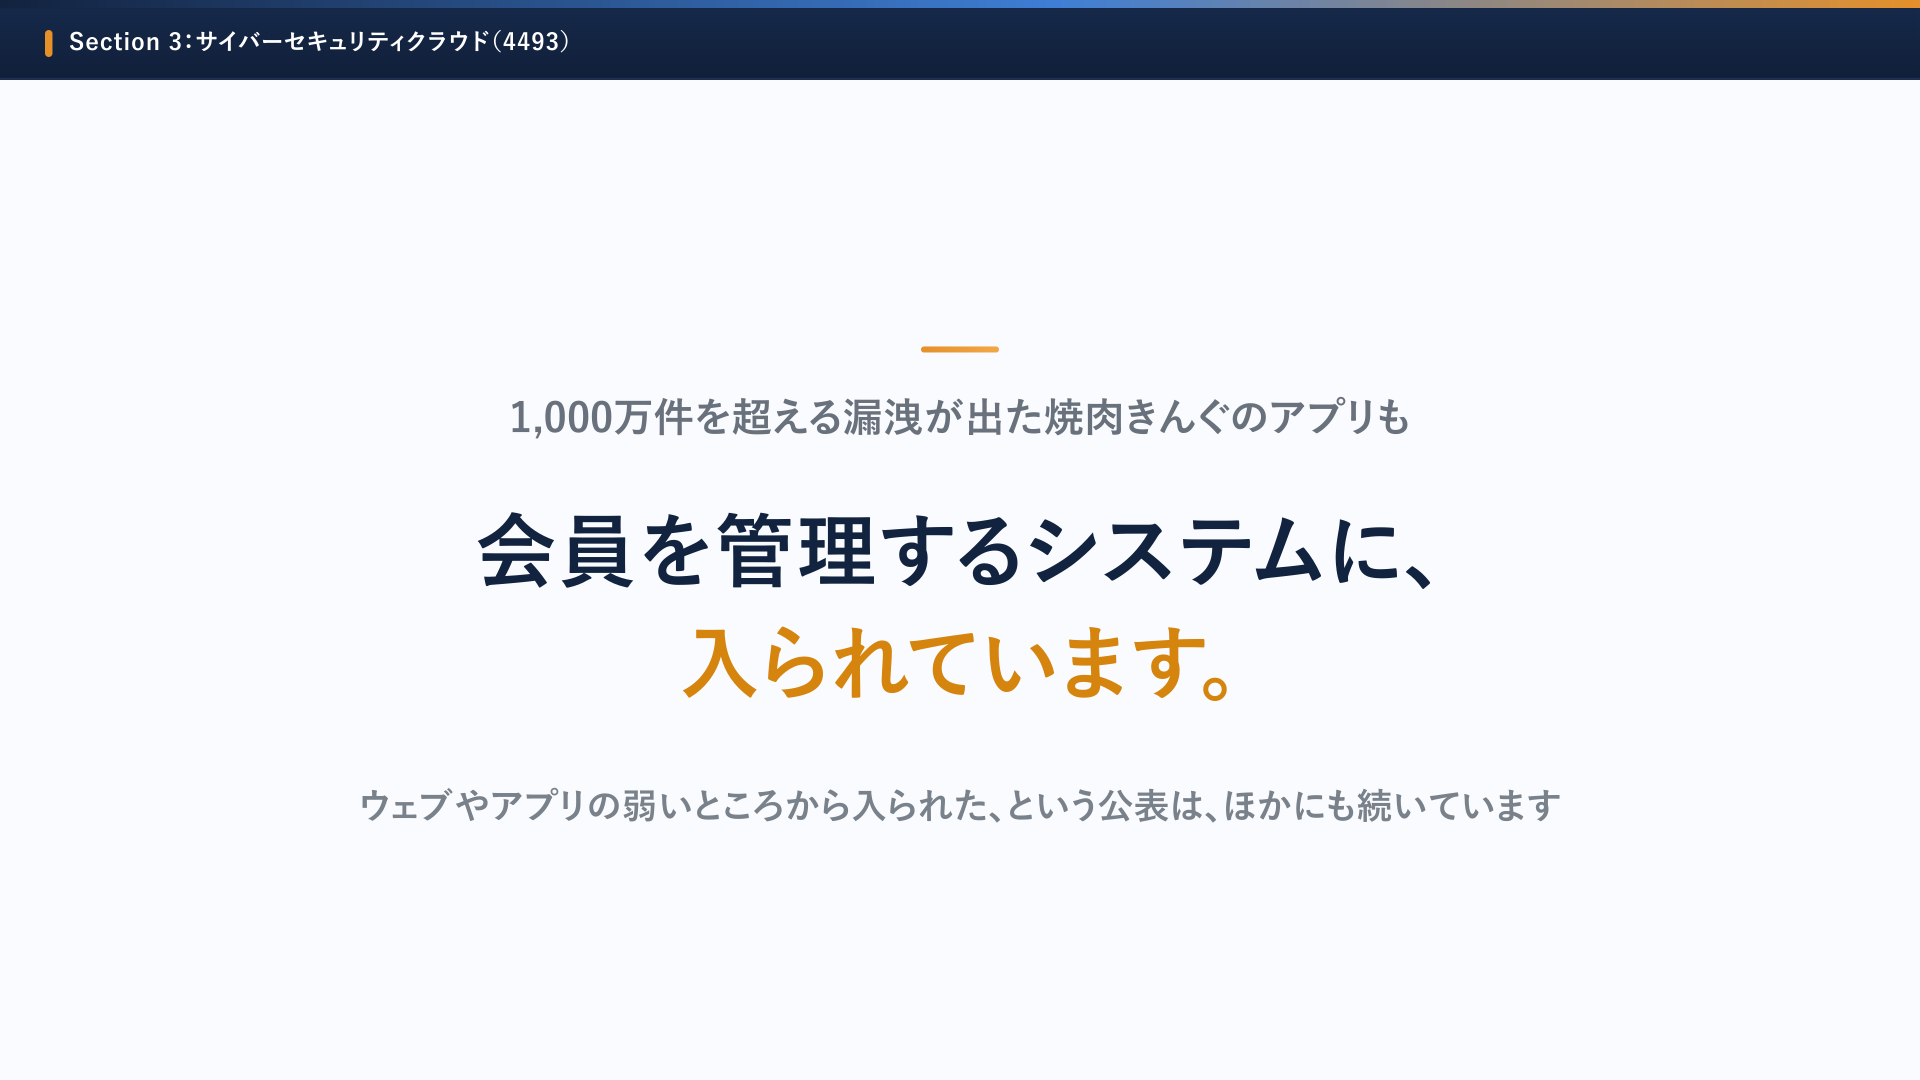 Section 3：サイバーセキュリティクラウド（4493）
1,000万件を超える漏洩が出た焼肉きんぐのアプリも
会員を管理するシステムに、
入られています。
ウェブやアプリの弱いところから入られた、という公表は、ほかにも続いています